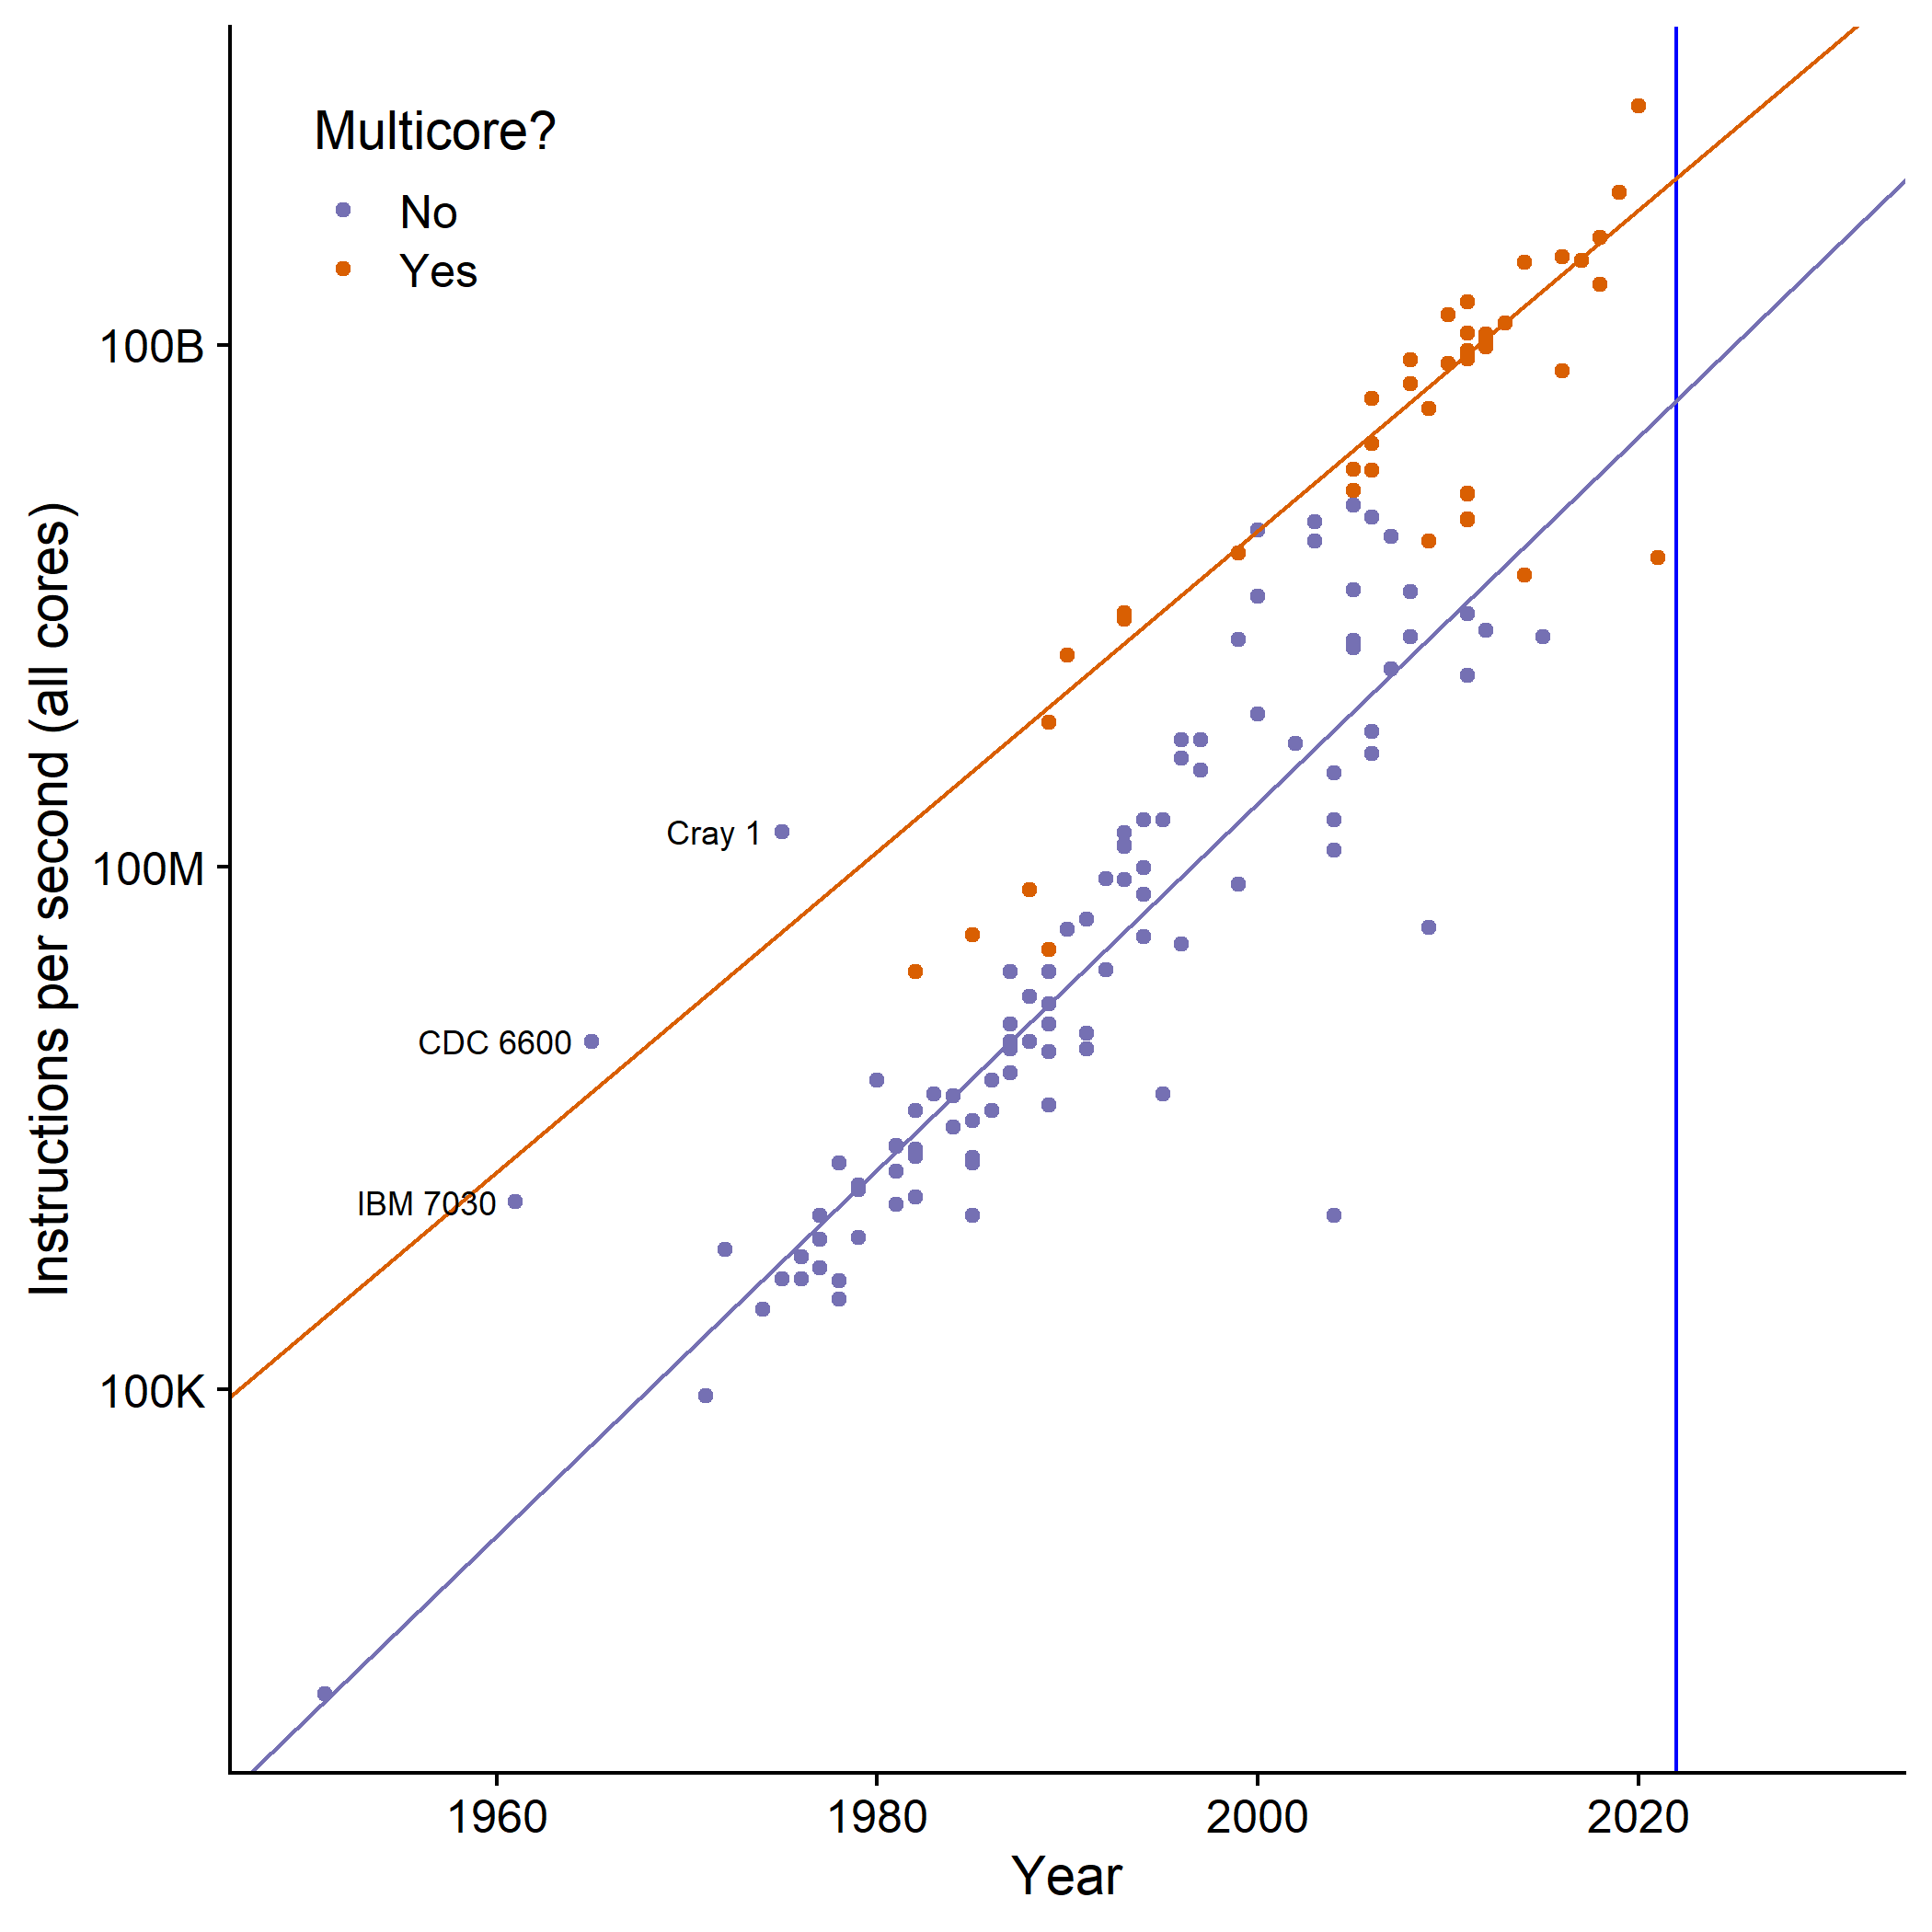 Multicore?
No
Yes
100B
100M
100K
Instructions per second (all cores)
Cray 1
CDC 6600
IBM 7030
1960
1980
2000
2020
Year